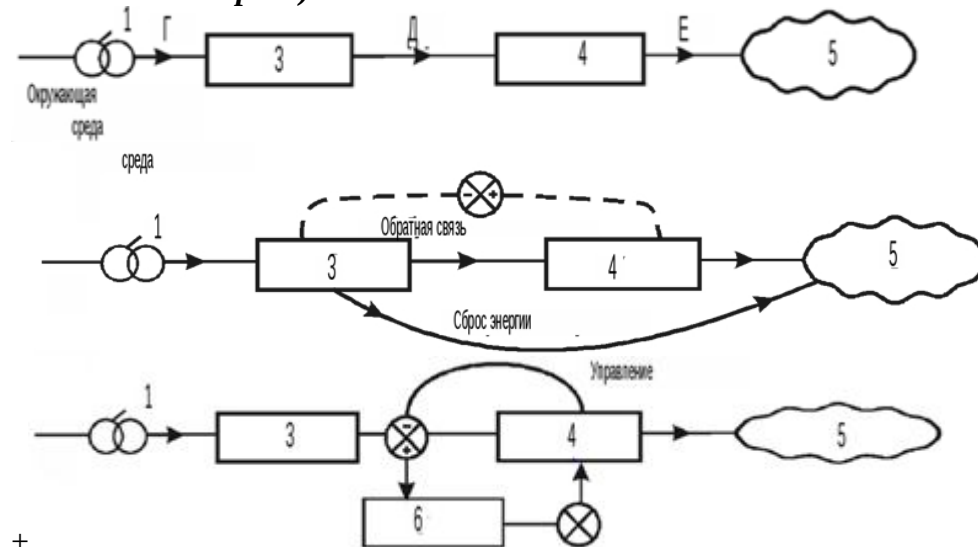 1 Г 3 Д 4 Е 5
Окружающая
среда
среда
- +
1 Обратная связь 3 4 5
Сброс энергии
Управление
1 3 - + 4 5
6
+